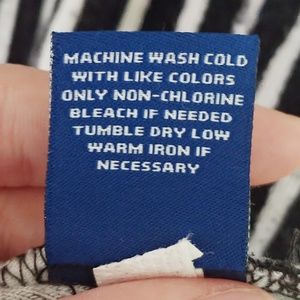 MACHINE WASH COLD
WITH LIKE COLORS
ONLY NON-CHLORINE
BLEACH IF NEEDED
TUMBLE DRY LOW
WARM IRON IF
NECESSARY